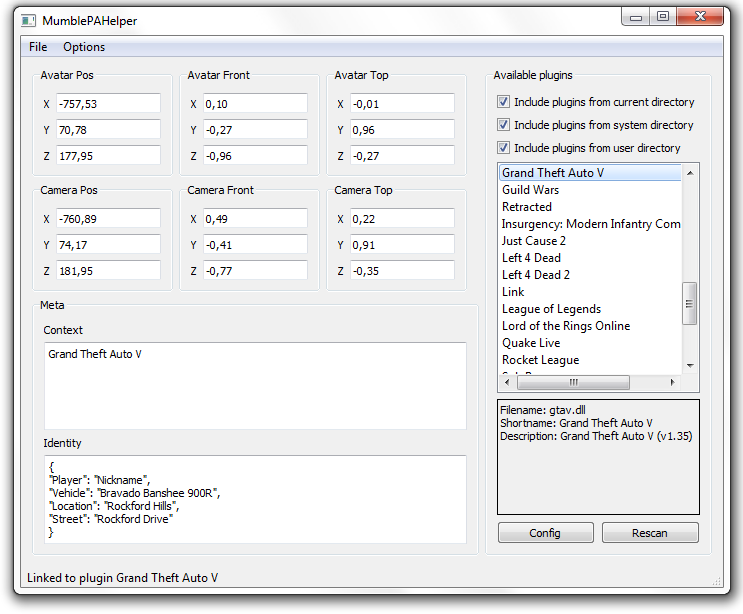 MumblePAHelper
File Options
Avatar Pos
X -757,53
Y 70,78
Z 177,95
Avatar Front
X 0,10
Y -0,27
Z -0,96
Avatar Top
X -0,01
Y 0,96
Z -0,27
Camera Pos
X -760,89
Y 74,17
Z 181,95
Camera Front
X 0,49
Y -0,41
Z -0,77
Camera Top
X 0,22
Y 0,91
Z -0,35
Meta
Context
Grand Theft Auto V
Identity
{
"Player": "Nickname",
"Vehicle": "Bravado Banshee 900R",
"Location": "Rockford Hills",
"Street": "Rockford Drive"
}
Available plugins
Include plugins from current directory
Include plugins from system directory
Include plugins from user directory
Grand Theft Auto V
Guild Wars
Retracted
Insurgency: Modern Infantry Com
Just Cause 2
Left 4 Dead
Left 4 Dead 2
Link
League of Legends
Lord of the Rings Online
Quake Live
Rocket League
Filename: gtav.dll
Shortname: Grand Theft Auto V
Description: Grand Theft Auto V (v1.35)
Config Rescan
Linked to plugin Grand Theft Auto V